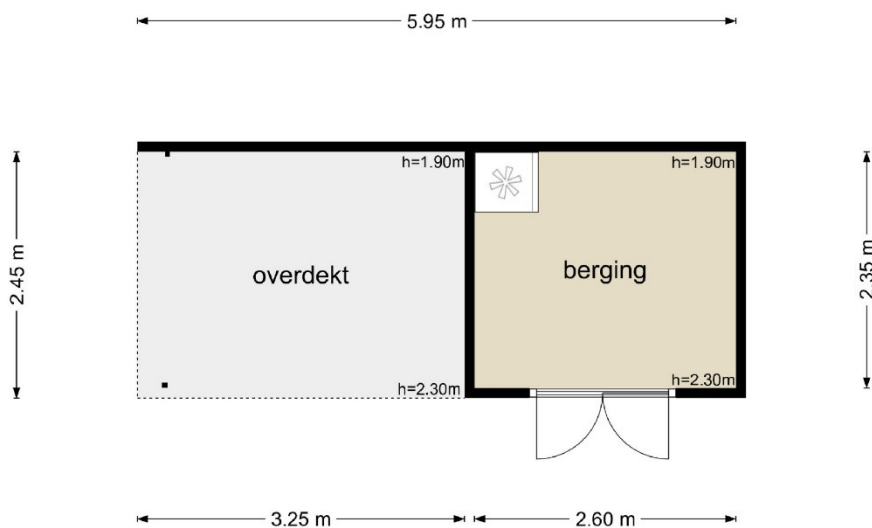 5.95 m
h=1.90m
h=1.90m
2.45 m
overdekt
berging
2.35 m
h=2.30m
h=2.30m
3.25 m
2.60 m